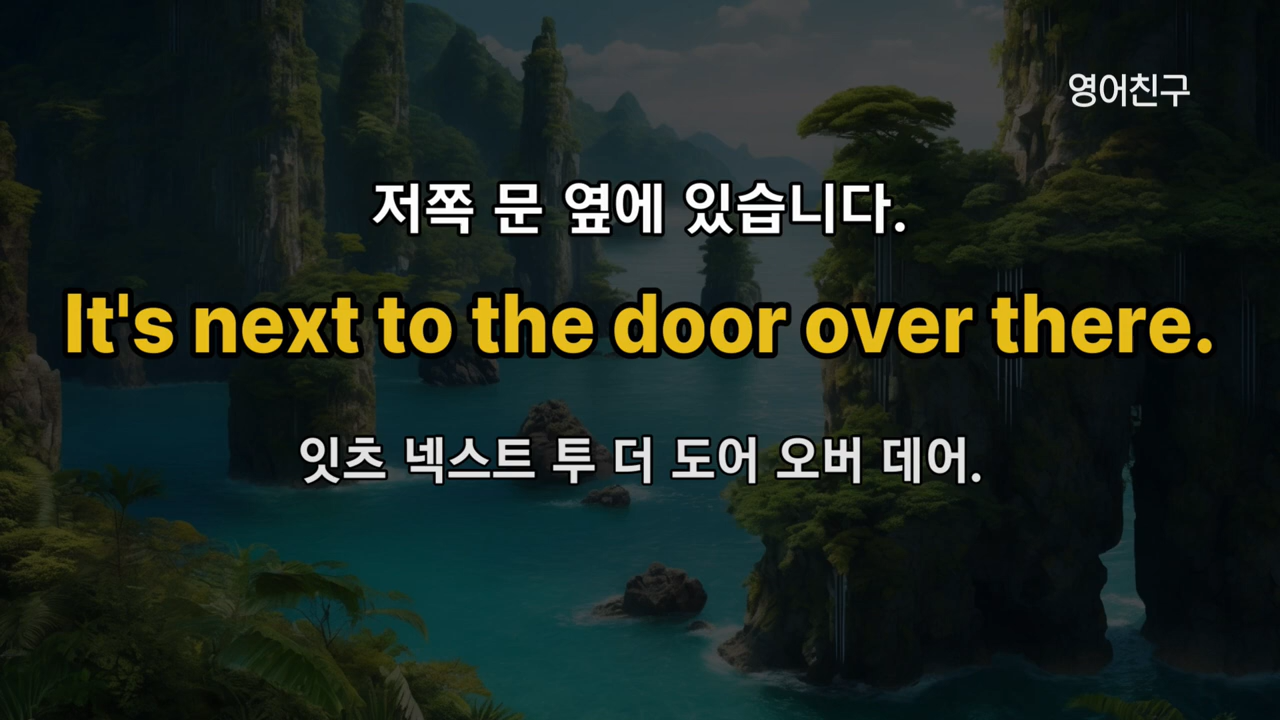 영어친구
저쪽 문 옆에 있습니다.
It's next to the door over there.
잇츠 넥스트 투 더 도어 오버 데어.